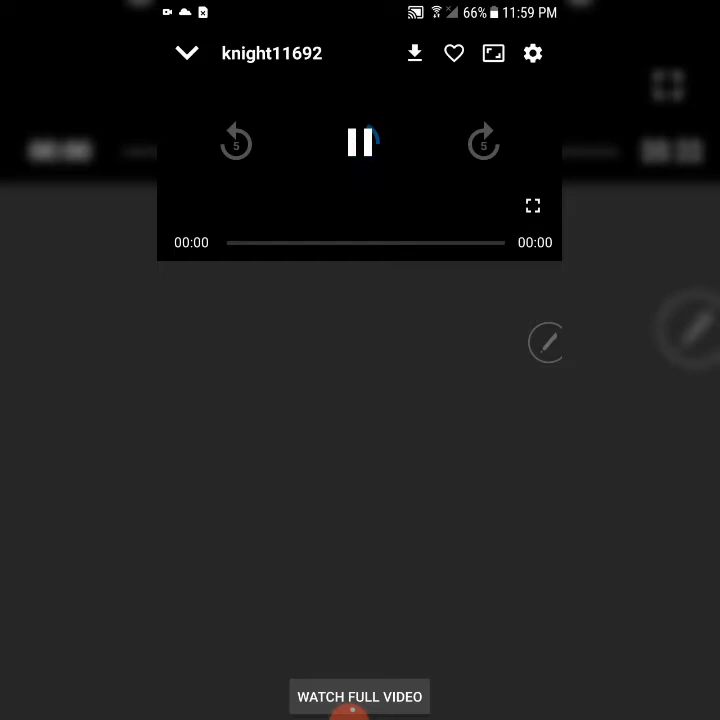 66% 11:59 PM
knight11692
5 5
00:00 00:00
WATCH FULL VIDEO